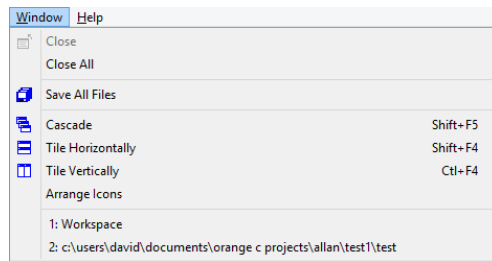 Window Help
Close
Close All
Save All Files
Cascade Shift+F5
Tile Horizontally Shift+F4
Tile Vertically Ctl+F4
Arrange Icons
1: Workspace
2: c:\users\david\documents\orange c projects\allan\test1\test